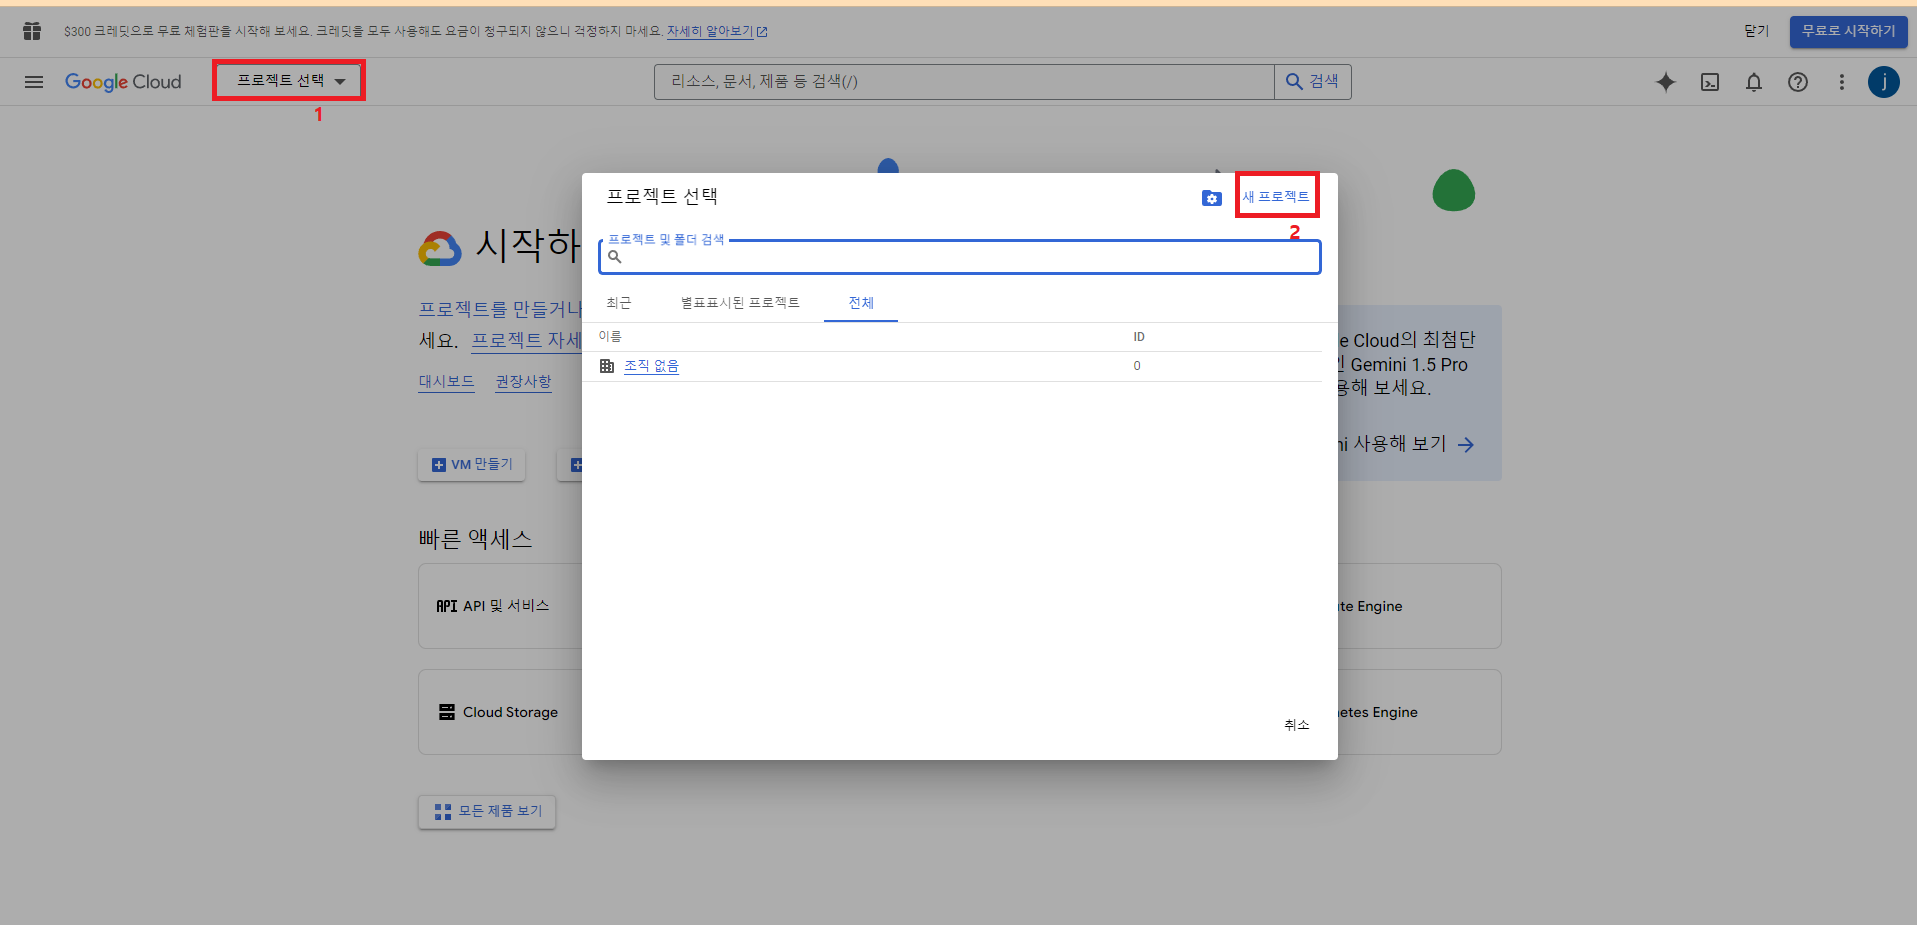 $300 크레딧으로 무료 체험판을 시작해 보세요. 크레딧을 모두 사용해도 요금이 청구되지 않으니 걱정하지 마세요. 자세히 알아보기
닫기
무료로 시작하기
Google Cloud
프로젝트 선택
리소스, 문서, 제품 등 검색(/)
검색
j
1
프로젝트 선택
새 프로젝트
2
프로젝트 및 폴더 검색
최근
별표표시된 프로젝트
전체
이름
ID
조직 없음
0
취소
시작하
프로젝트를 만들거나
세요. 프로젝트 자세
대시보드
권장사항
e Cloud의 최첨단
Gemini 1.5 Pro
용해 보세요.
ni 사용해 보기
VM 만들기
빠른 액세스
API API 및 서비스
te Engine
Cloud Storage
etes Engine
모든 제품 보기